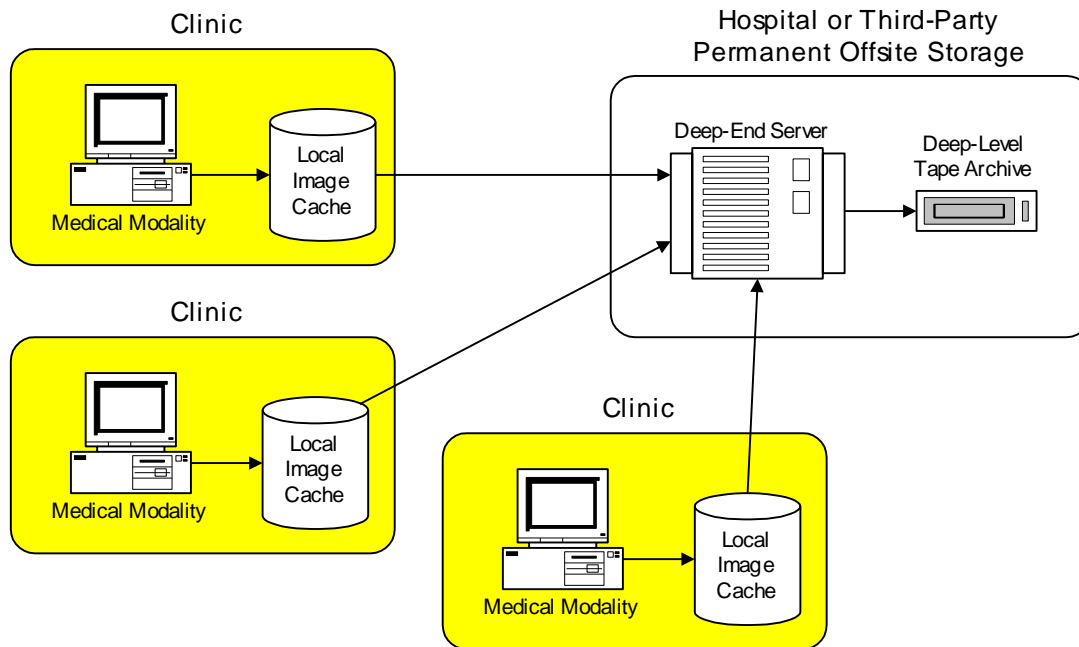 Clinic
Medical Modality
Local
Image
Cache
Hospital or Third-Party
Permanent Offsite Storage
Deep-End Server
Deep-Level
Tape Archive
Clinic
Medical Modality
Local
Image
Cache
Clinic
Medical Modality
Local
Image
Cache